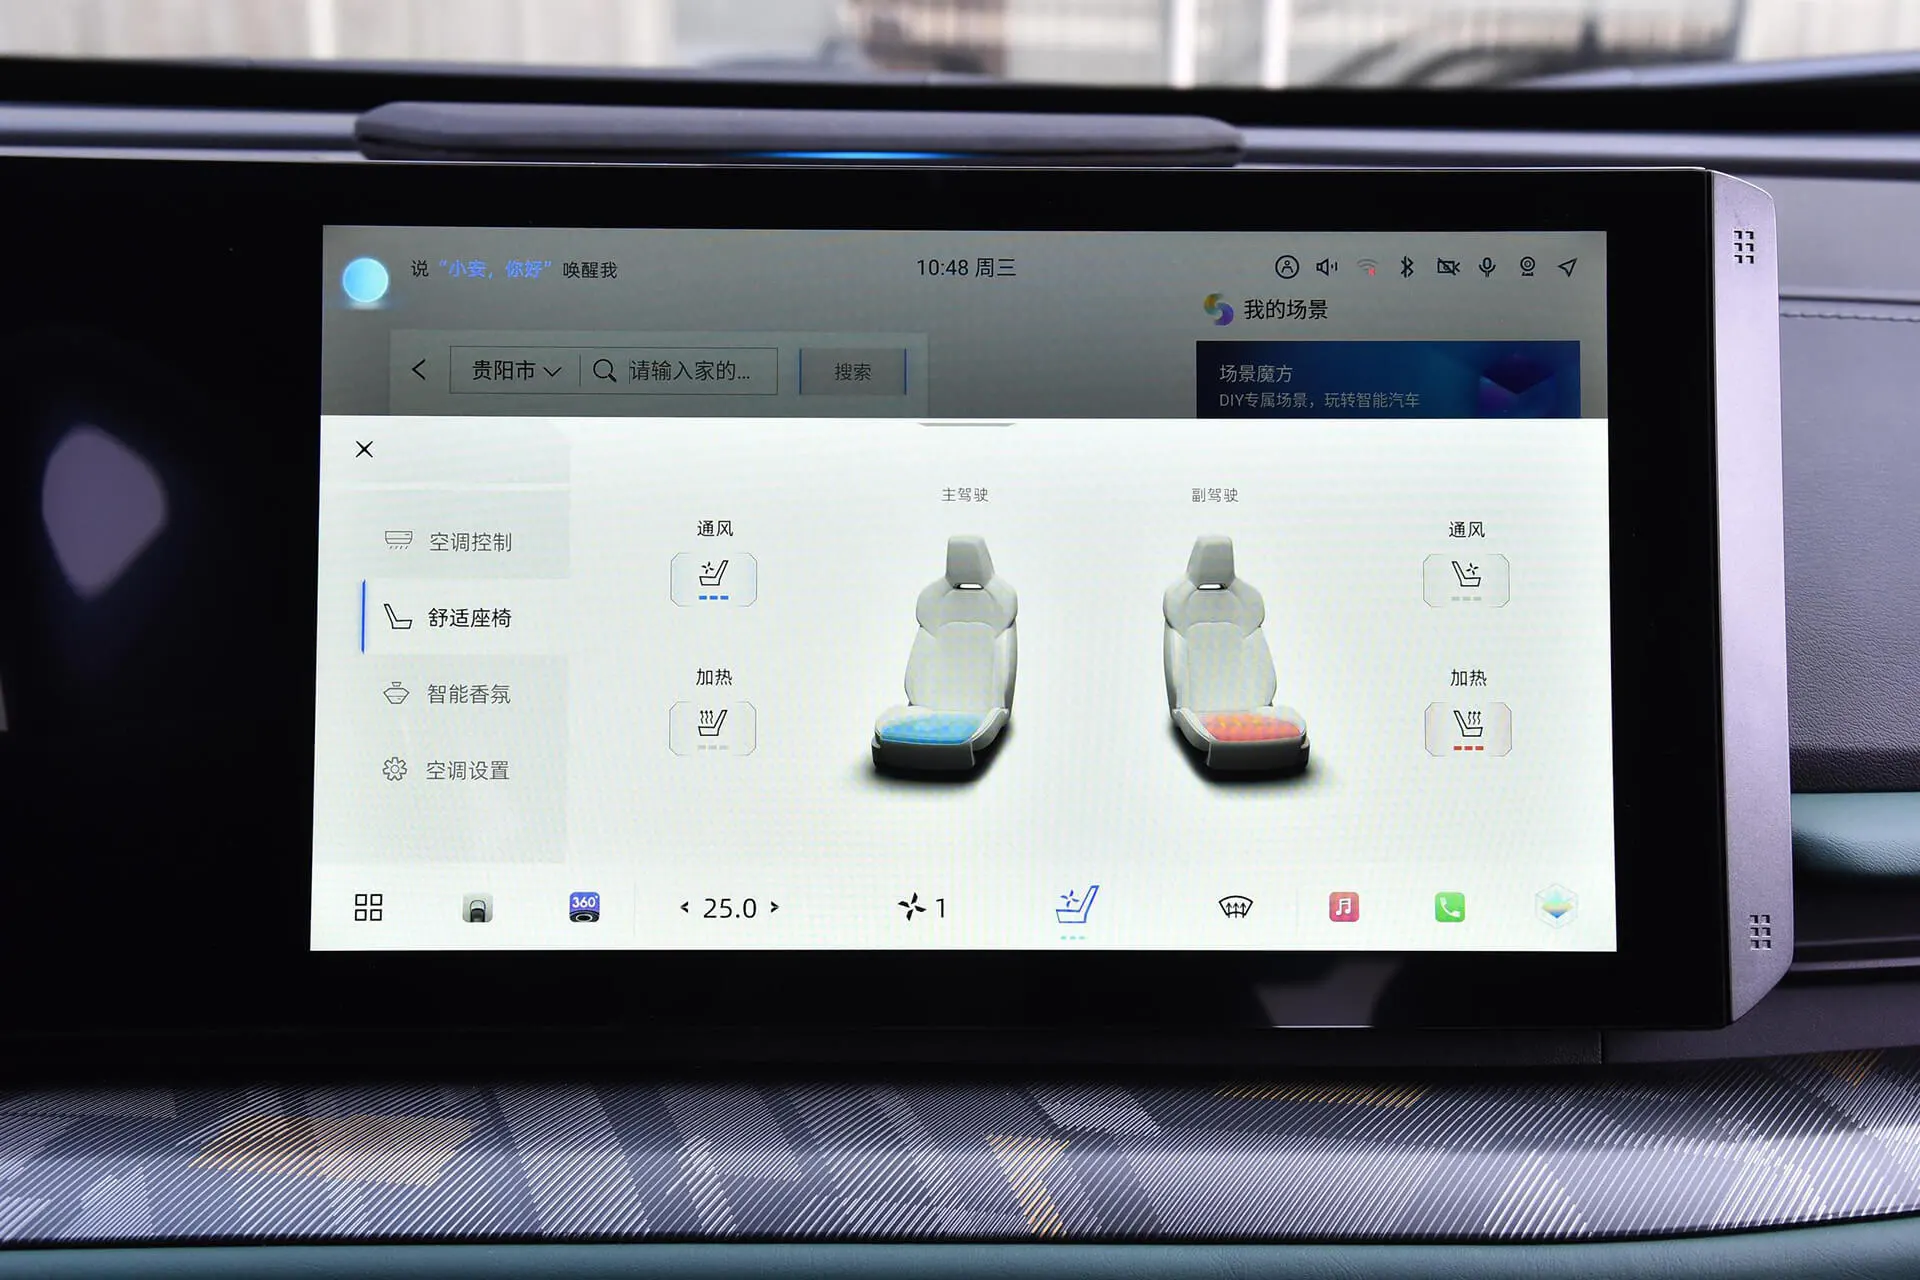 说“小安，你好”唤醒我
10:48 周三
我的场景
贵阳市
请输入家的...
搜索
场景魔方
DIY专属场景，玩转智能汽车
空调控制
舒适座椅
智能香氛
空调设置
主驾驶
副驾驶
通风
通风
加热
加热
360°
< 25.0 >
1